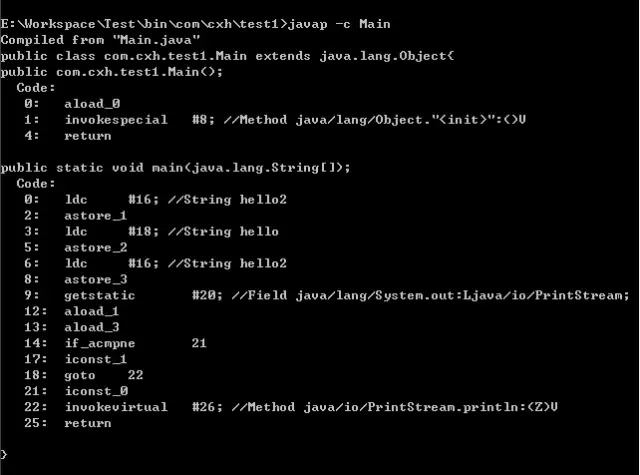 E:\Workspace\Test\bin\com\cxh\test1>javap -c Main
Compiled from "Main.java"
public class com.cxh.test1.Main extends java.lang.Object{
public com.cxh.test1.Main();
  Code:
   0:   aload_0
   1:   invokespecial   #8; //Method java/lang/Object."<init>":()V
   4:   return

public static void main(java.lang.String[]);
  Code:
   0:   ldc     #16; //String hello2
   2:   astore_1
   3:   ldc     #18; //String hello
   5:   astore_2
   6:   ldc     #16; //String hello2
   8:   astore_3
   9:   getstatic       #20; //Field java/lang/System.out:Ljava/io/PrintStream;
   12:  aload_1
   13:  aload_3
   14:  if_acmpne       21
   17:  iconst_1
   18:  goto    22
   21:  iconst_0
   22:  invokevirtual   #26; //Method java/io/PrintStream.println:(Z)V
   25:  return

}